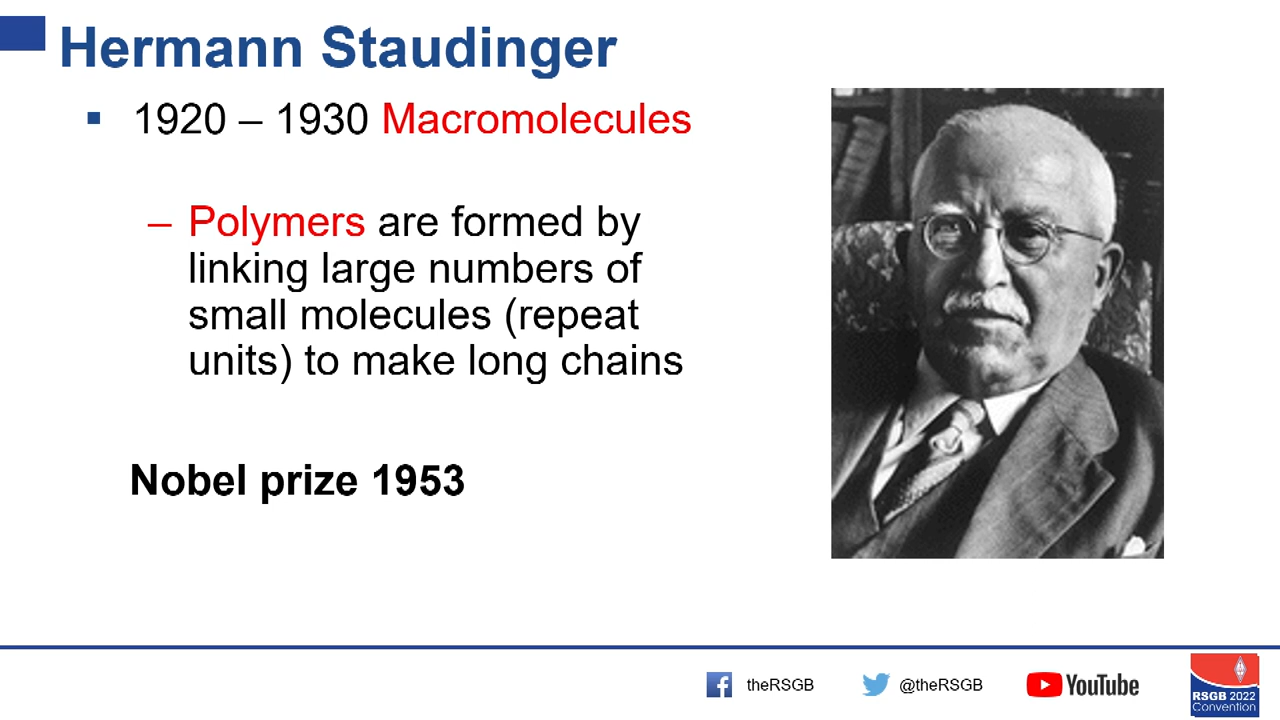 Hermann Staudinger
▪ 1920 – 1930 Macromolecules
– Polymers are formed by
linking large numbers of
small molecules (repeat
units) to make long chains
Nobel prize 1953
theRSGB
@theRSGB
YouTube
RSGB 2022
Convention